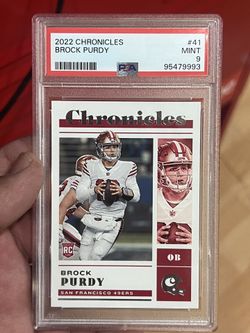 2022 CHRONICLES #41
BROCK PURDY MINT
PSA 9
95479993
Chronicles
QB
RC
BROCK
PURDY
SAN FRANCISCO 49ERS